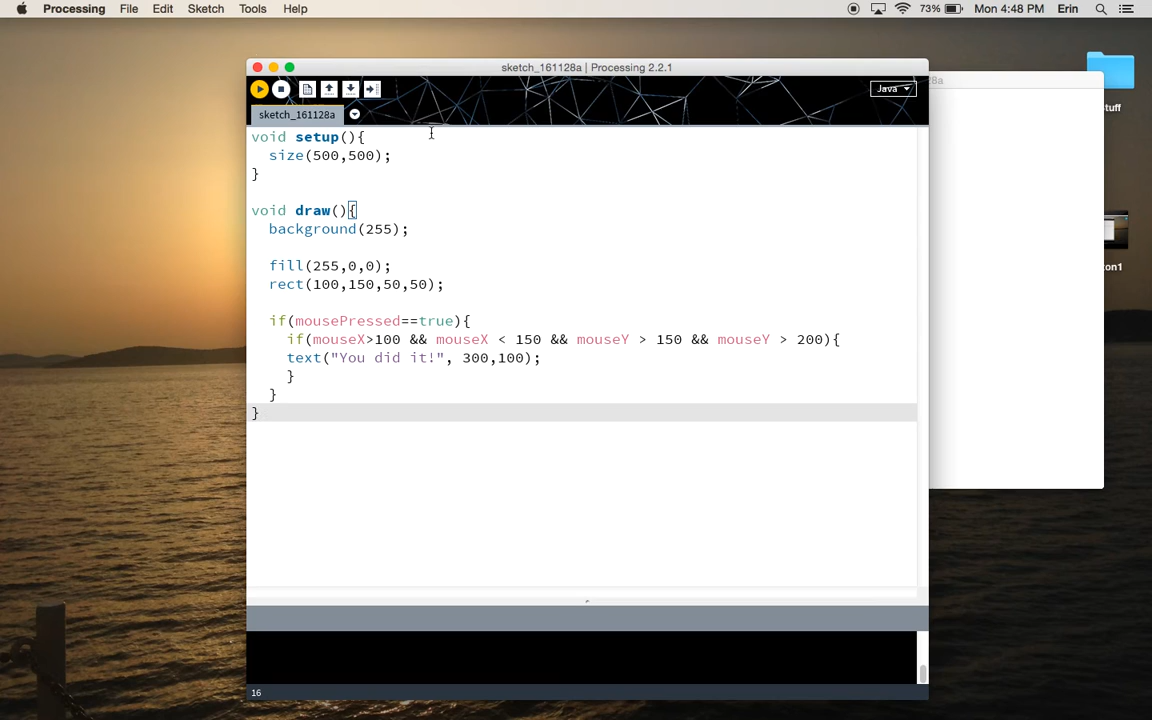 Processing File Edit Sketch Tools Help 73% Mon 4:48 PM Erin
sketch_161128a | Processing 2.2.1
Java
sketch_161128a
void setup(){
  size(500,500);
}
void draw(){
  background(255);
  fill(255,0,0);
  rect(100,150,50,50);
  if(mousePressed==true){
    if(mouseX>100 && mouseX < 150 && mouseY > 150 && mouseY > 200){
    text("You did it!", 300,100);
    }
  }
}
16